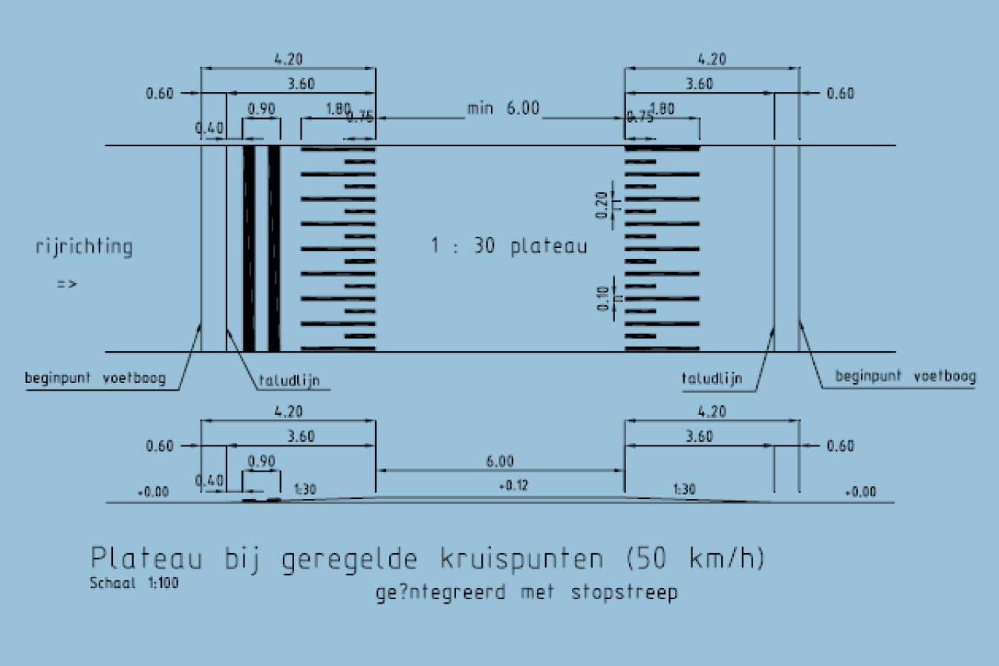 4.20 4.20
0.60 3.60 3.60 0.60
0.90 1.80 0.75 min 6.00 0.75 1.80
0.40
0.20
rijrichting 1 : 30 plateau
=>
0.10
beginpunt voetboog taludlijn taludlijn beginpunt voetboog
4.20 4.20
0.60 3.60 3.60 0.60
0.90 6.00
0.40
+0.00 1:30 +0.12 1:30 +0.00
Plateau bij geregelde kruispunten (50 km/h)
Schaal 1:100
ge?ntegreerd met stopstreep